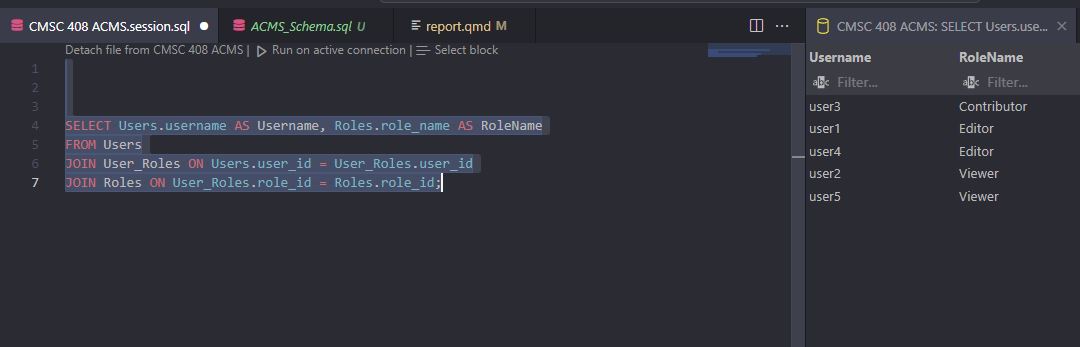 CMSC 408 ACMS.session.sql
ACMS_Schema.sql U
report.qmd M
Detach file from CMSC 408 ACMS | Run on active connection | Select block
1
2
3
4 SELECT Users.username AS Username, Roles.role_name AS RoleName
5 FROM Users
6 JOIN User_Roles ON Users.user_id = User_Roles.user_id
7 JOIN Roles ON User_Roles.role_id = Roles.role_id;
CMSC 408 ACMS: SELECT Users.use...
Username RoleName
abc Filter... abc Filter...
user3 Contributor
user1 Editor
user4 Editor
user2 Viewer
user5 Viewer